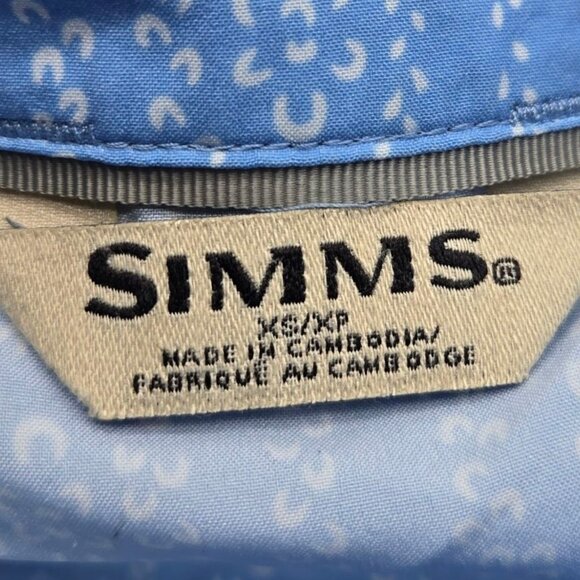 SIMMS®
XS/XP
MADE IN CAMBODIA/
FABRIQUÉ AU CAMBODGE